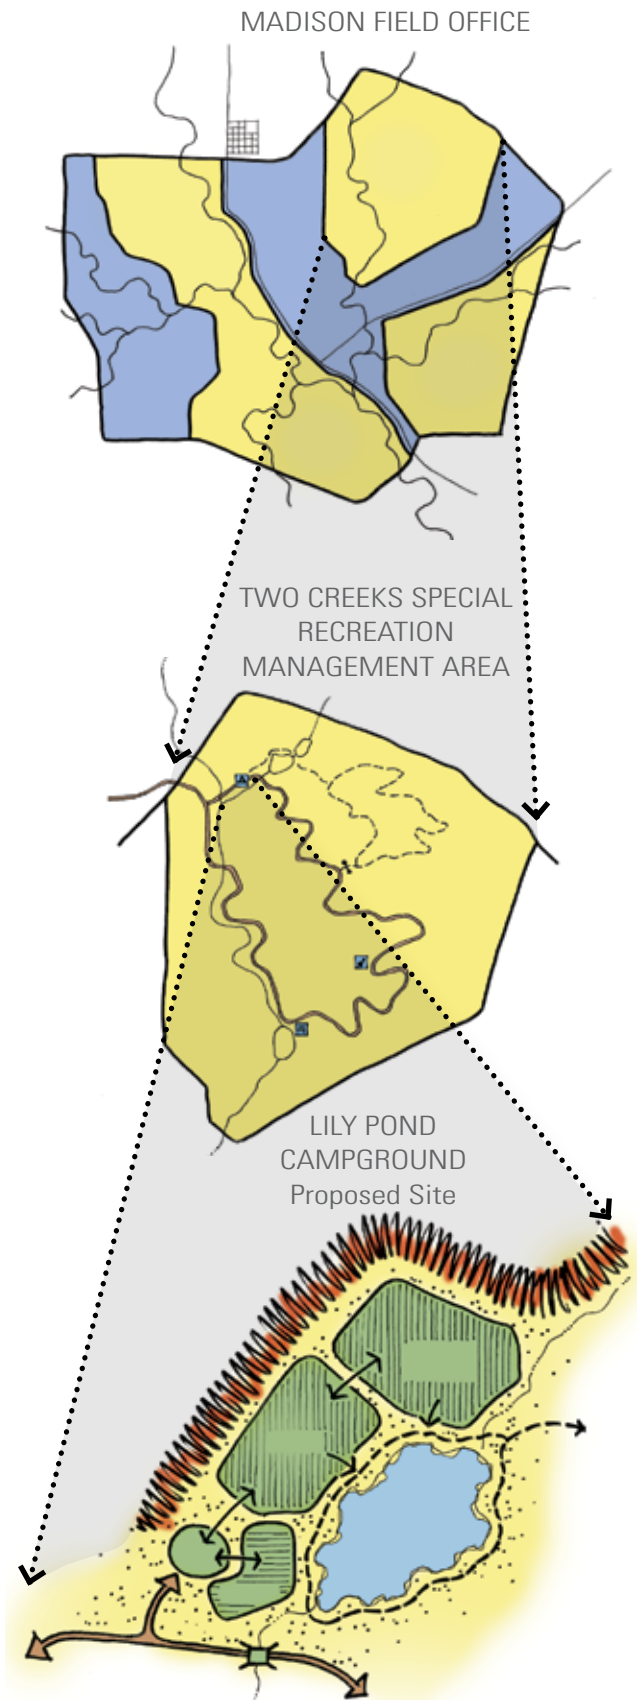 MADISON FIELD OFFICE
TWO CREEKS SPECIAL
RECREATION
MANAGEMENT AREA
LILY POND
CAMPGROUND
Proposed Site